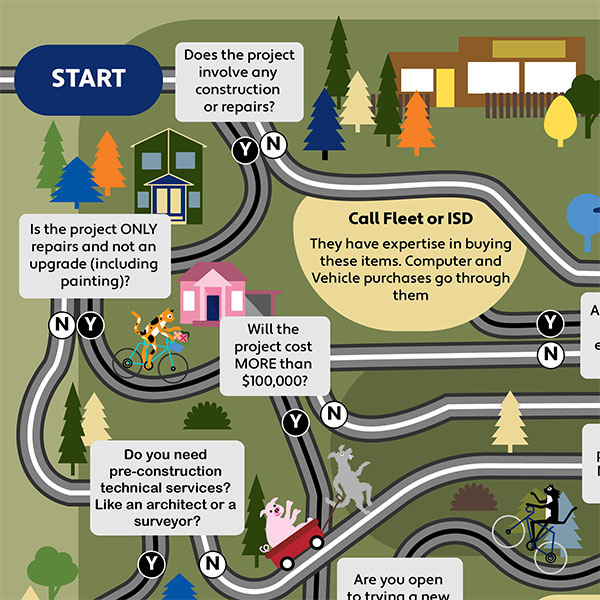 START
Does the project
involve any
construction
or repairs?
Y
N
Is the project ONLY
repairs and not an
upgrade (including
painting)?
Call Fleet or ISD
They have expertise in buying
these items. Computer and
Vehicle purchases go through
them
N
Y
Will the
project cost
MORE than
$100,000?
Y
N
Y
N
Do you need
pre-construction
technical services?
Like an architect or a
surveyor?
Y
N
Are you open
to trying a new